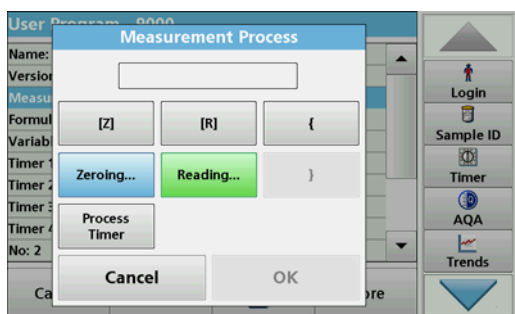 User Program - 9000
Measurement Process
Name:
Version
Measu
Formul
Variabl
Timer 1
Timer 2
Timer 3
Timer 4
No: 2
[Z]
[R]
{
Zeroing...
Reading...
}
Process
Timer
Cancel
OK
Ca
ore
Login
Sample ID
Timer
AQA
Trends